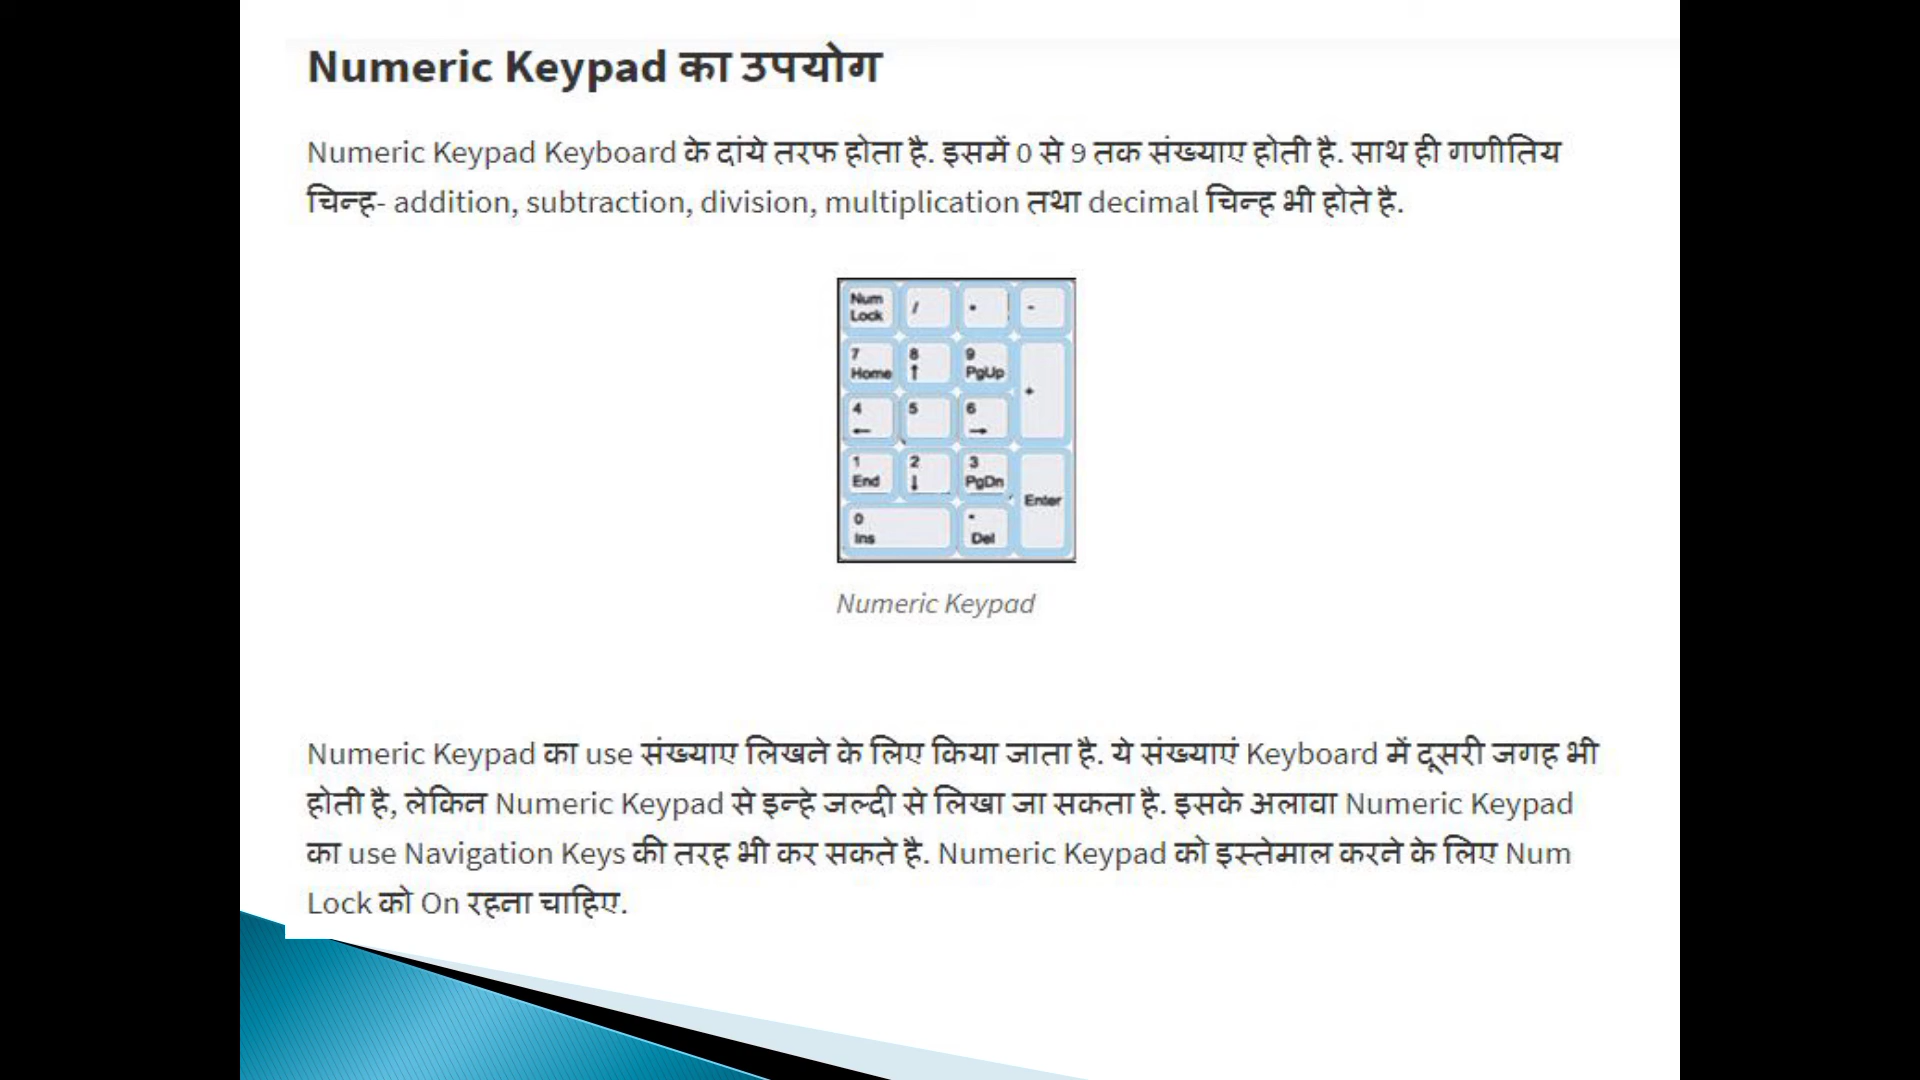 Numeric Keypad का उपयोग
Numeric Keypad Keyboard के दांये तरफ होता है. इसमें 0 से 9 तक संख्याए होती है. साथ ही गणीतिय
चिन्ह- addition, subtraction, division, multiplication तथा decimal चिन्ह भी होते है.
Num Lock / * -
7 Home 8 ↑ 9 PgUp +
4 ← 5 6 →
1 End 2 ↓ 3 PgDn Enter
0 Ins . Del
Numeric Keypad
Numeric Keypad का use संख्याए लिखने के लिए किया जाता है. ये संख्याएं Keyboard में दूसरी जगह भी
होती है, लेकिन Numeric Keypad से इन्हे जल्दी से लिखा जा सकता है. इसके अलावा Numeric Keypad
का use Navigation Keys की तरह भी कर सकते है. Numeric Keypad को इस्तेमाल करते के लिए Num
Lock को On रहना चाहिए.